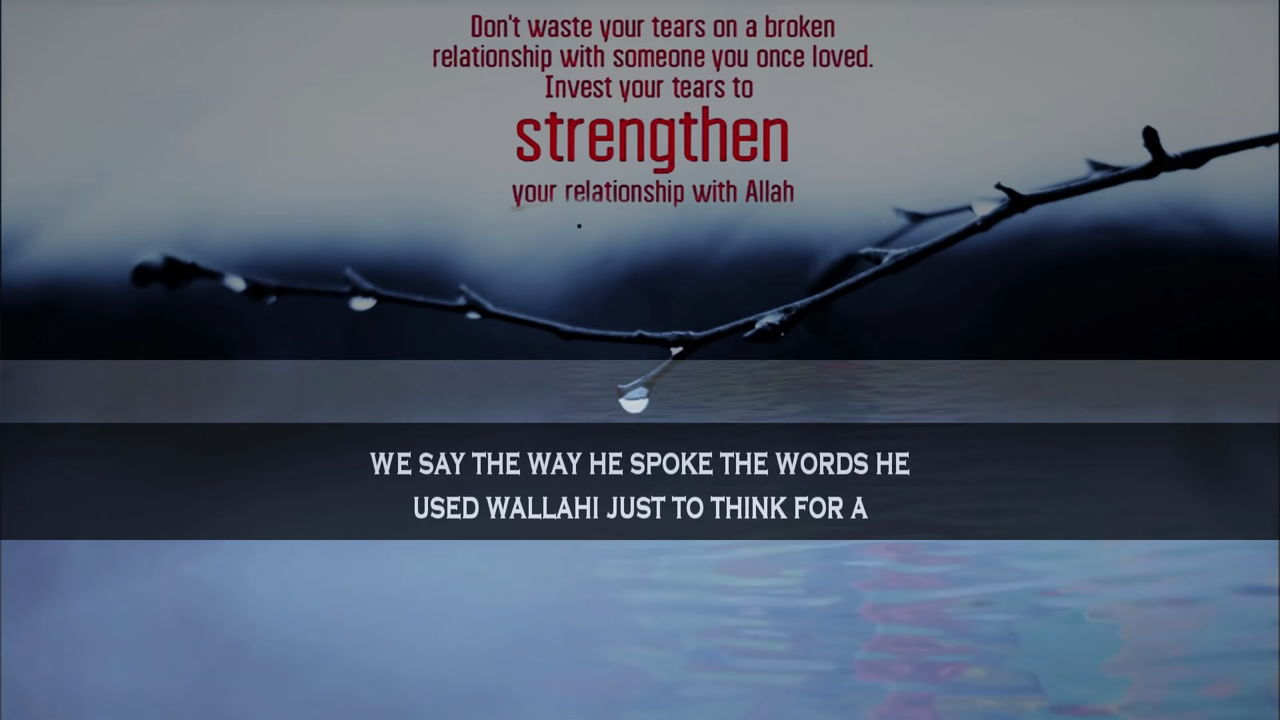 Don't waste your tears on a broken
relationship with someone you once loved.
Invest your tears to
strengthen
your relationship with Allah
WE SAY THE WAY HE SPOKE THE WORDS HE
USED WALLAHI JUST TO THINK FOR A